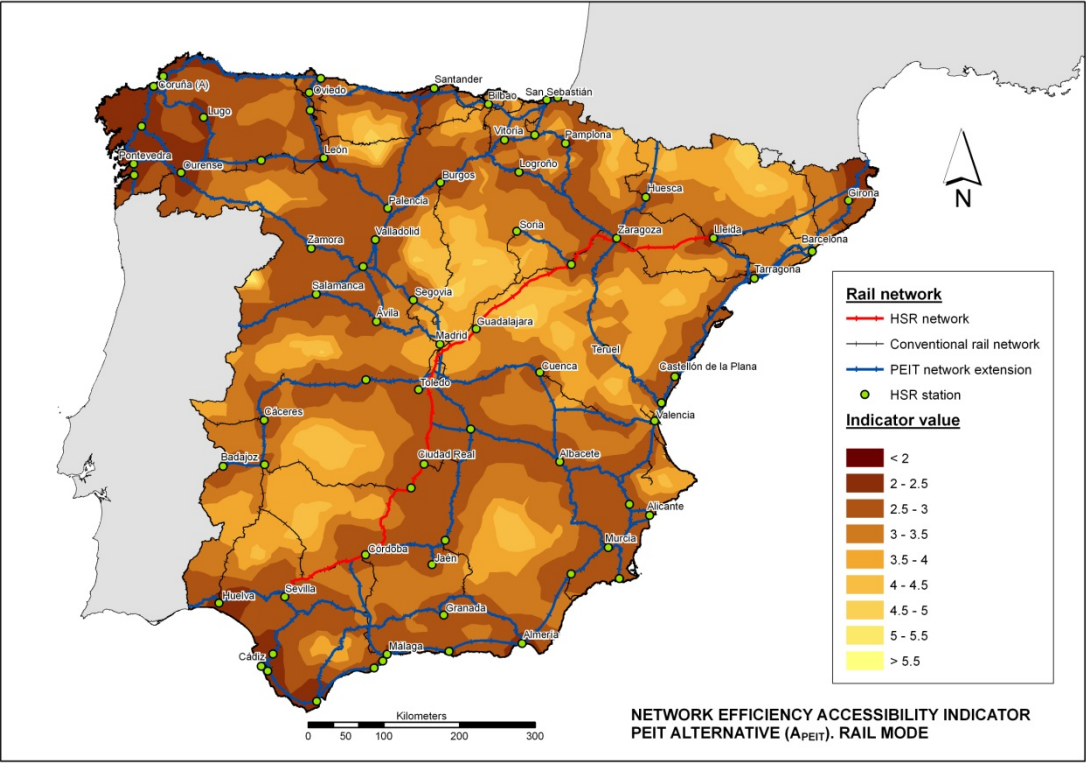 Coruña (A)
Lugo
Pontevedra
Ourense
Oviedo
León
Santander
Bilbao
San Sebastián
Vitoria
Pamplona
Logroño
Burgos
Palencia
Valladolid
Zamora
Salamanca
Ávila
Segovia
Soria
Huesca
Zaragoza
Lleida
Girona
Barcelona
Tarragona
Guadalajara
Madrid
Teruel
Cuenca
Castellón de la Plana
Toledo
Valencia
Cáceres
Badajoz
Ciudad Real
Albacete
Alicante
Murcia
Córdoba
Jaén
Huelva
Sevilla
Granada
Almería
Málaga
Cádiz
N
Rail network
HSR network
Conventional rail network
PEIT network extension
HSR station
Indicator value
< 2
2 - 2.5
2.5 - 3
3 - 3.5
3.5 - 4
4 - 4.5
4.5 - 5
5 - 5.5
> 5.5
Kilometers
0 50 100 200 300
NETWORK EFFICIENCY ACCESSIBILITY INDICATOR
PEIT ALTERNATIVE (APEIT). RAIL MODE